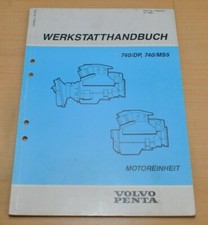 WERKSTATTHANDBUCH
740/DP, 740/MS5
MOTOREINHEIT
VOLVO
PENTA